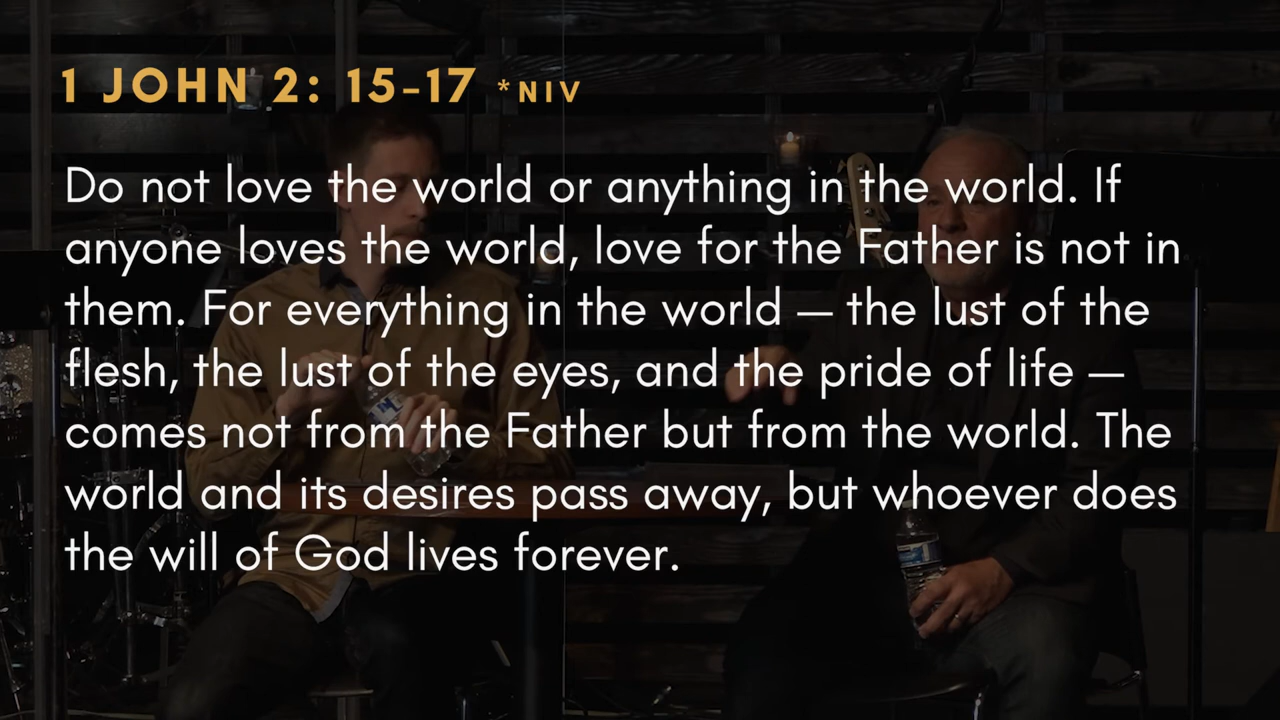 1 JOHN 2: 15-17 *NIV
Do not love the world or anything in the world. If
anyone loves the world, love for the Father is not in
them. For everything in the world — the lust of the
flesh, the lust of the eyes, and the pride of life —
comes not from the Father but from the world. The
world and its desires pass away, but whoever does
the will of God lives forever.